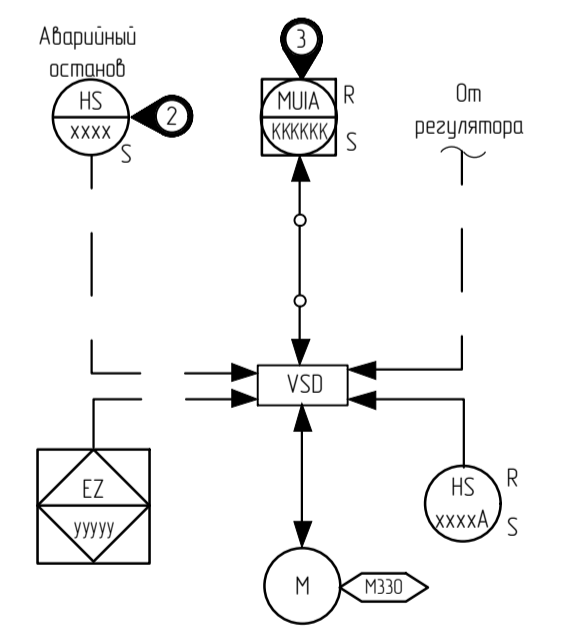 Аварийный
останов
HS
xxxx
S
2
3
MUIA
KKKKKK
R
S
От
регулятора
VSD
EZ
yyyyy
HS
xxxxA
R
S
M
M330